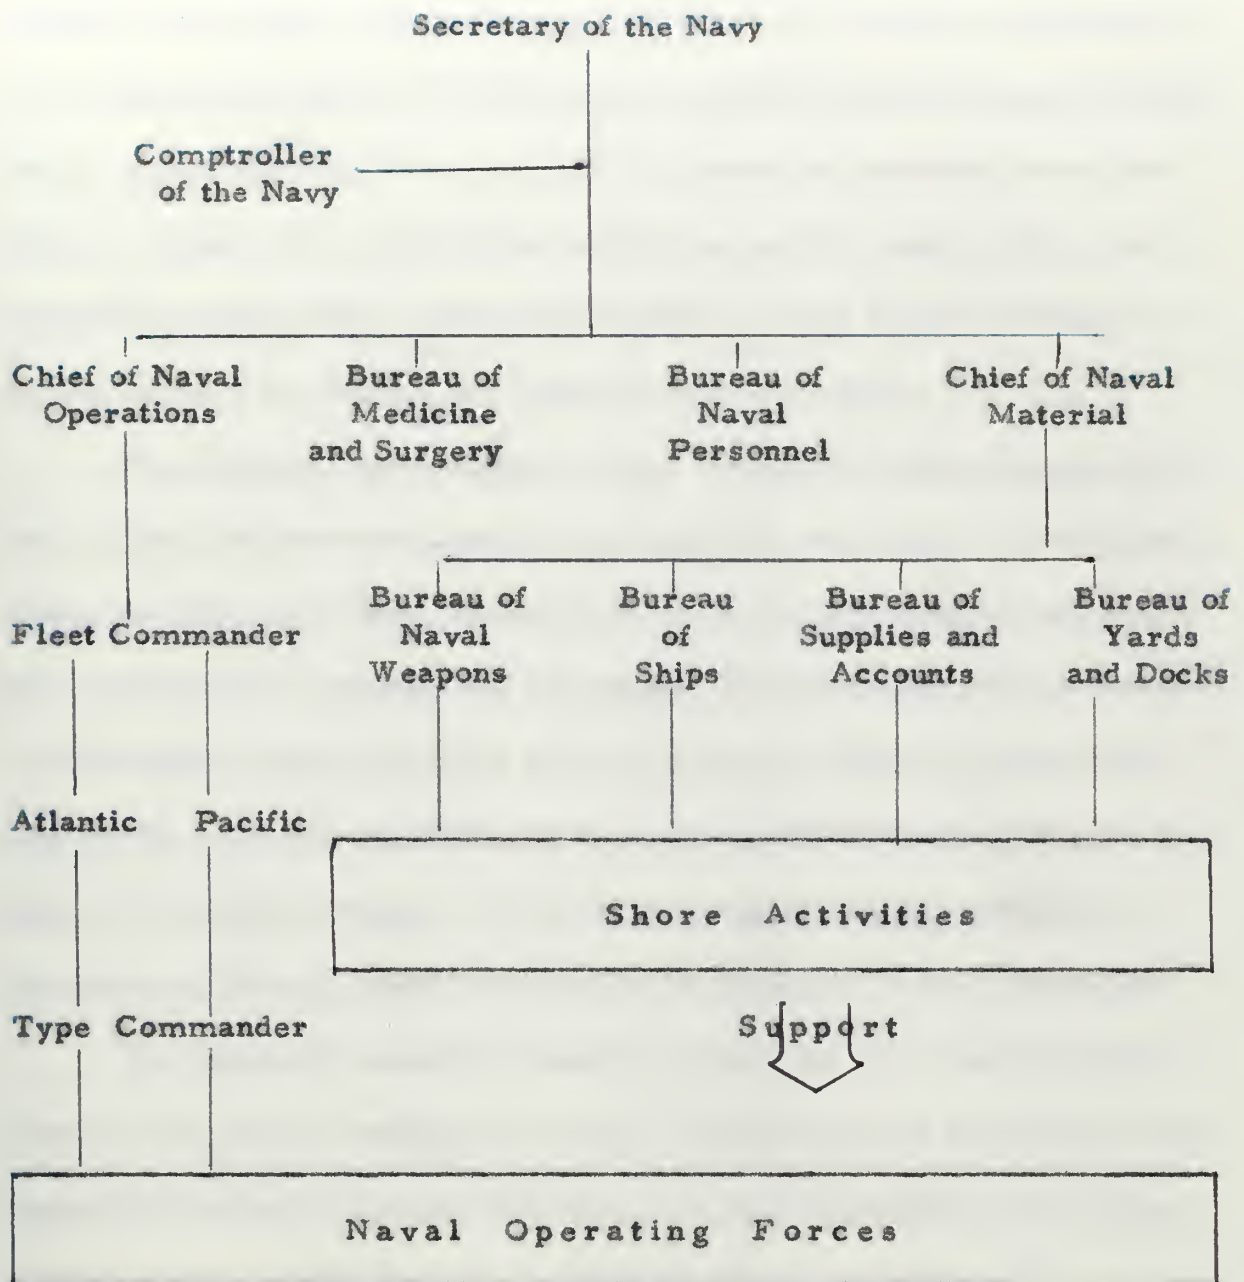 Secretary of the Navy
Comptroller
of the Navy
Chief of Naval
Operations
Bureau of
Medicine
and Surgery
Bureau of
Naval
Personnel
Chief of Naval
Material
Fleet Commander
Bureau of
Naval
Weapons
Bureau
of
Ships
Bureau of
Supplies and
Accounts
Bureau of
Yards
and Docks
Atlantic Pacific
Shore Activities
Type Commander
Support
Naval Operating Forces